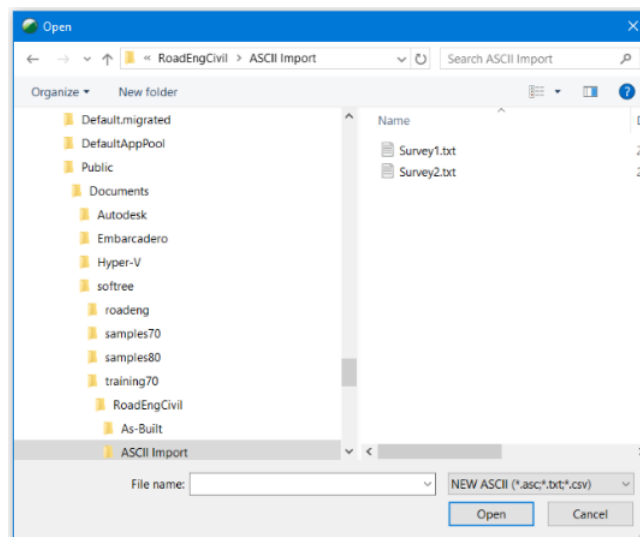 Open
« RoadEngCivil > ASCII Import
Search ASCII Import
Organize
New folder
?
Default.migrated
DefaultAppPool
Public
Documents
Autodesk
Embarcadero
Hyper-V
softree
roadeng
samples70
samples80
training70
RoadEngCivil
As-Built
ASCII Import
Name
Survey1.txt
Survey2.txt
File name:
NEW ASCII (*.asc;*.txt;*.csv)
Open
Cancel